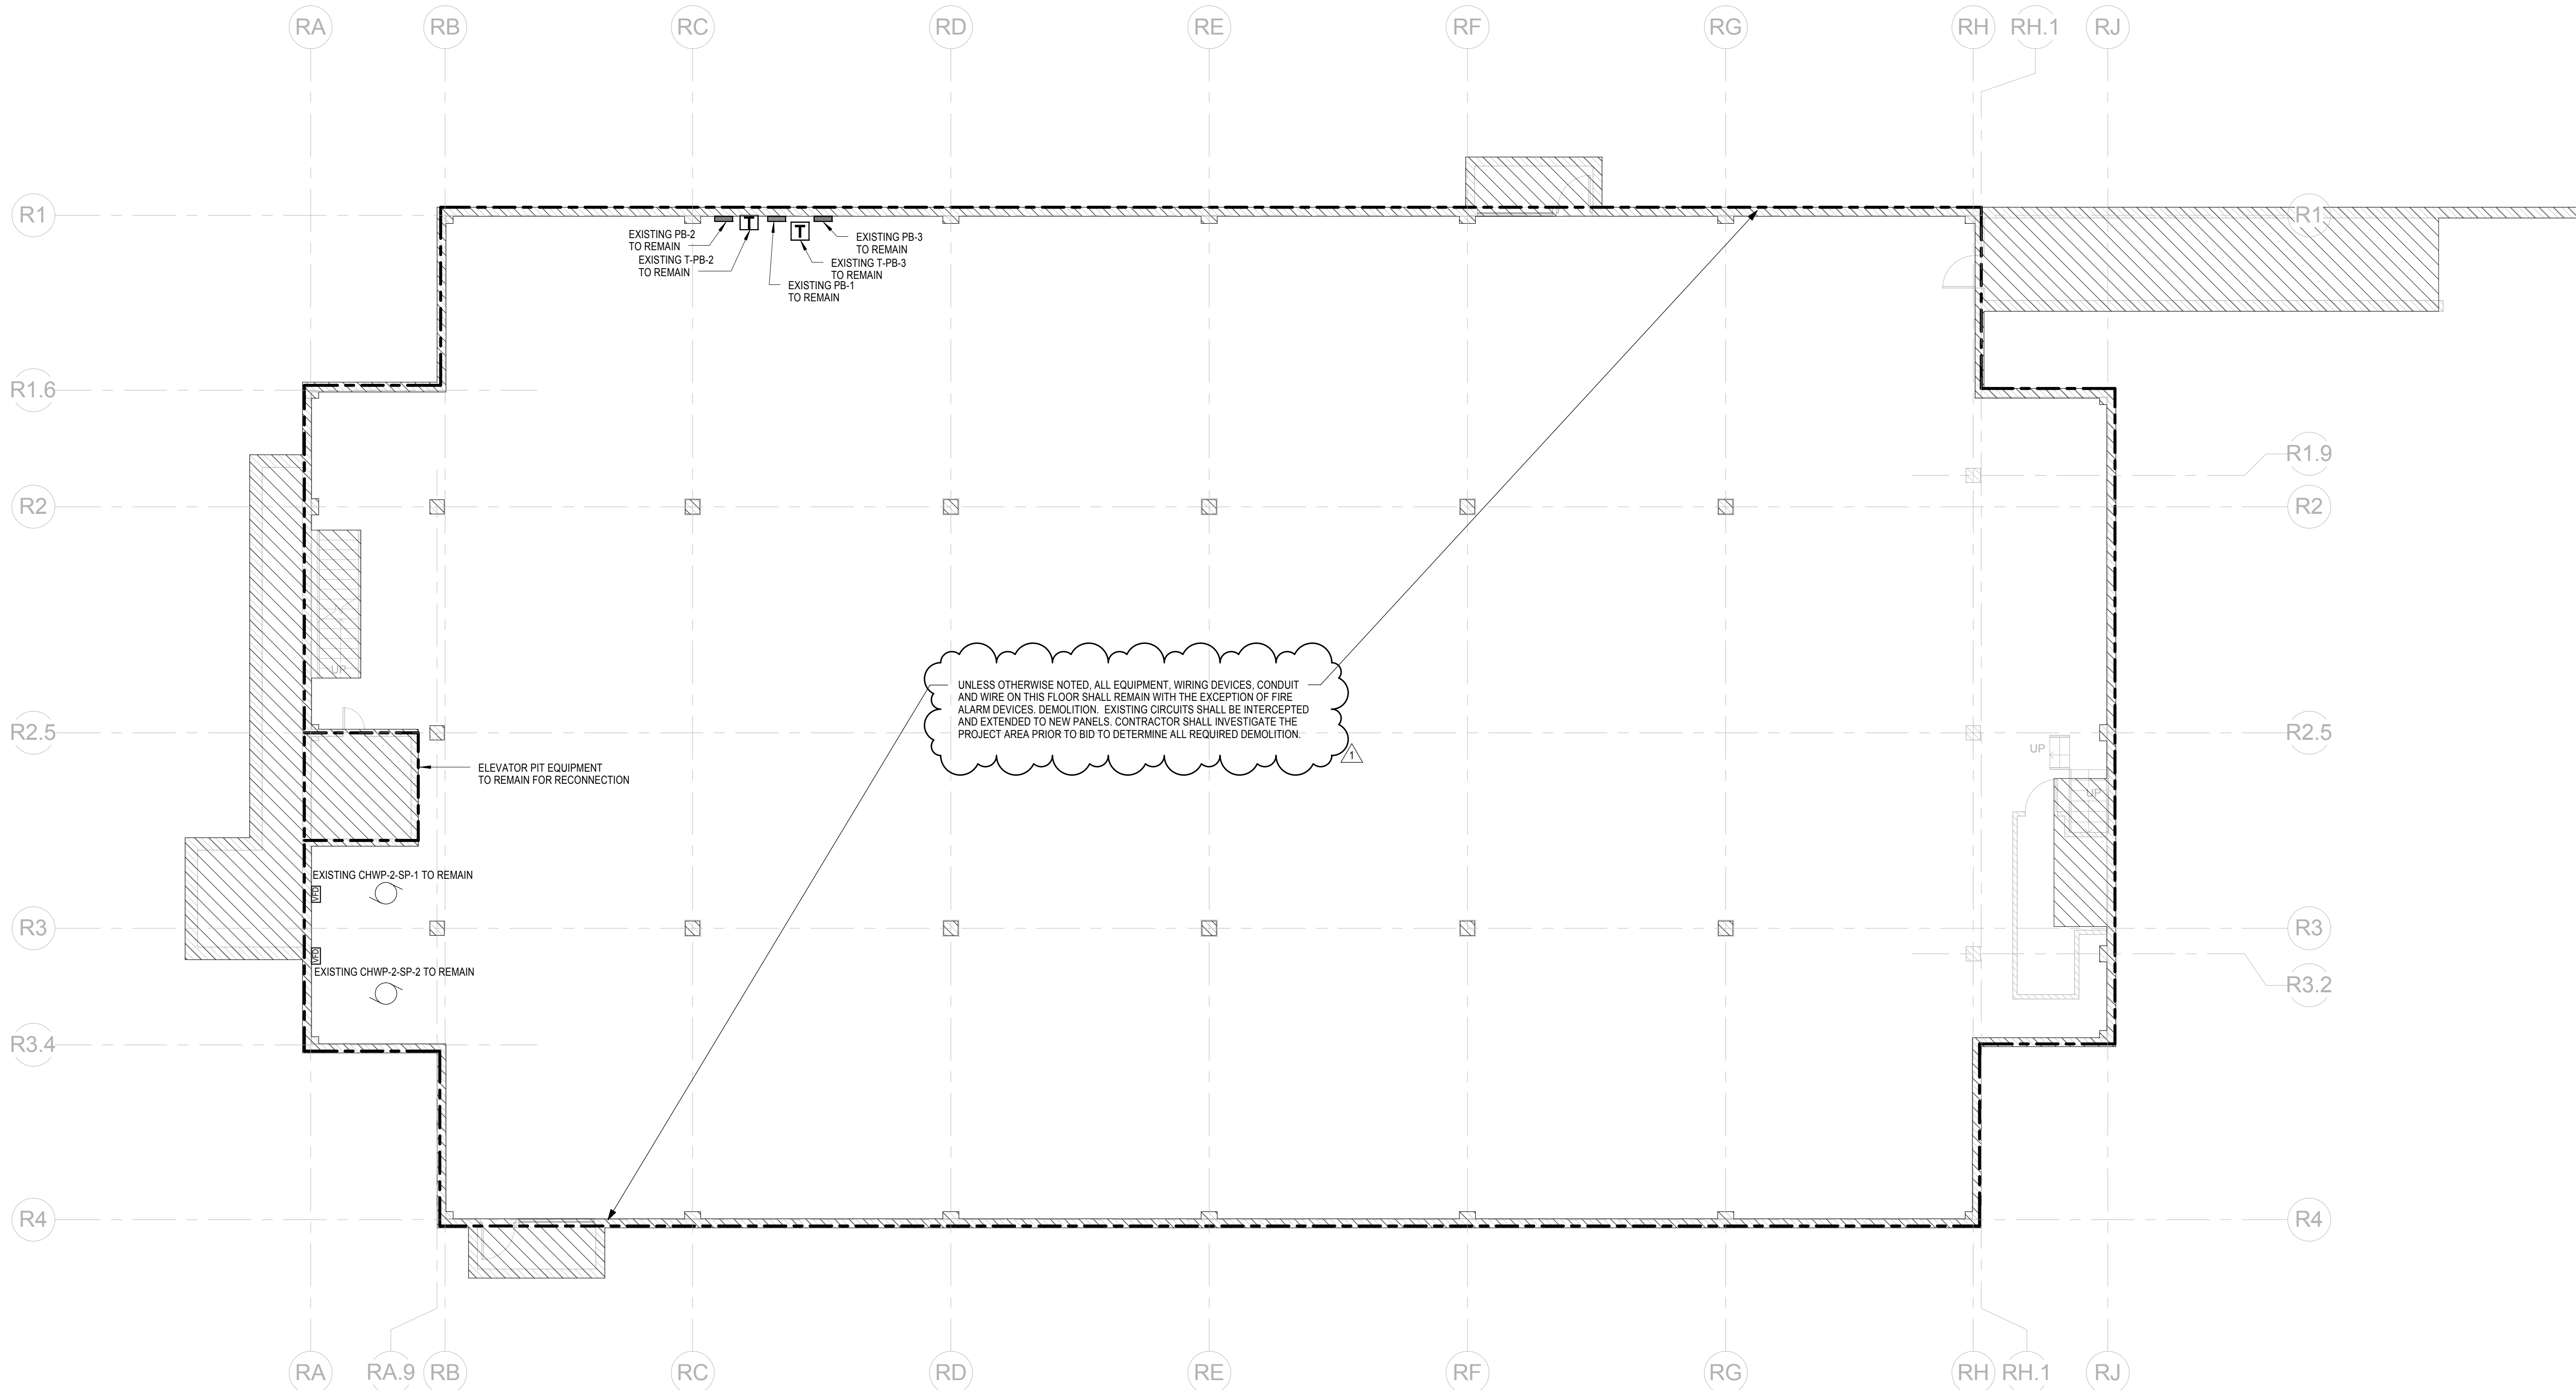 RA
RB
RC
RD
RE
RF
RG
RH
RH.1
RJ
R1
R1
EXISTING PB-2
TO REMAIN
T
T
EXISTING PB-3
TO REMAIN
EXISTING T-PB-2
TO REMAIN
EXISTING T-PB-3
TO REMAIN
EXISTING PB-1
TO REMAIN
R1.6
R1.9
R2
R2
UP
UNLESS OTHERWISE NOTED, ALL EQUIPMENT, WIRING DEVICES, CONDUIT
AND WIRE ON THIS FLOOR SHALL REMAIN WITH THE EXCEPTION OF FIRE
ALARM DEVICES. DEMOLITION. EXISTING CIRCUITS SHALL BE INTERCEPTED
AND EXTENDED TO NEW PANELS. CONTRACTOR SHALL INVESTIGATE THE
PROJECT AREA PRIOR TO BID TO DETERMINE ALL REQUIRED DEMOLITION.
1
R2.5
R2.5
UP
UP
ELEVATOR PIT EQUIPMENT
TO REMAIN FOR RECONNECTION
EXISTING CHWP-2-SP-1 TO REMAIN
VFD
R3
R3
VFD
EXISTING CHWP-2-SP-2 TO REMAIN
R3.2
R3.4
R4
R4
RA
RA.9
RB
RC
RD
RE
RF
RG
RH
RH.1
RJ